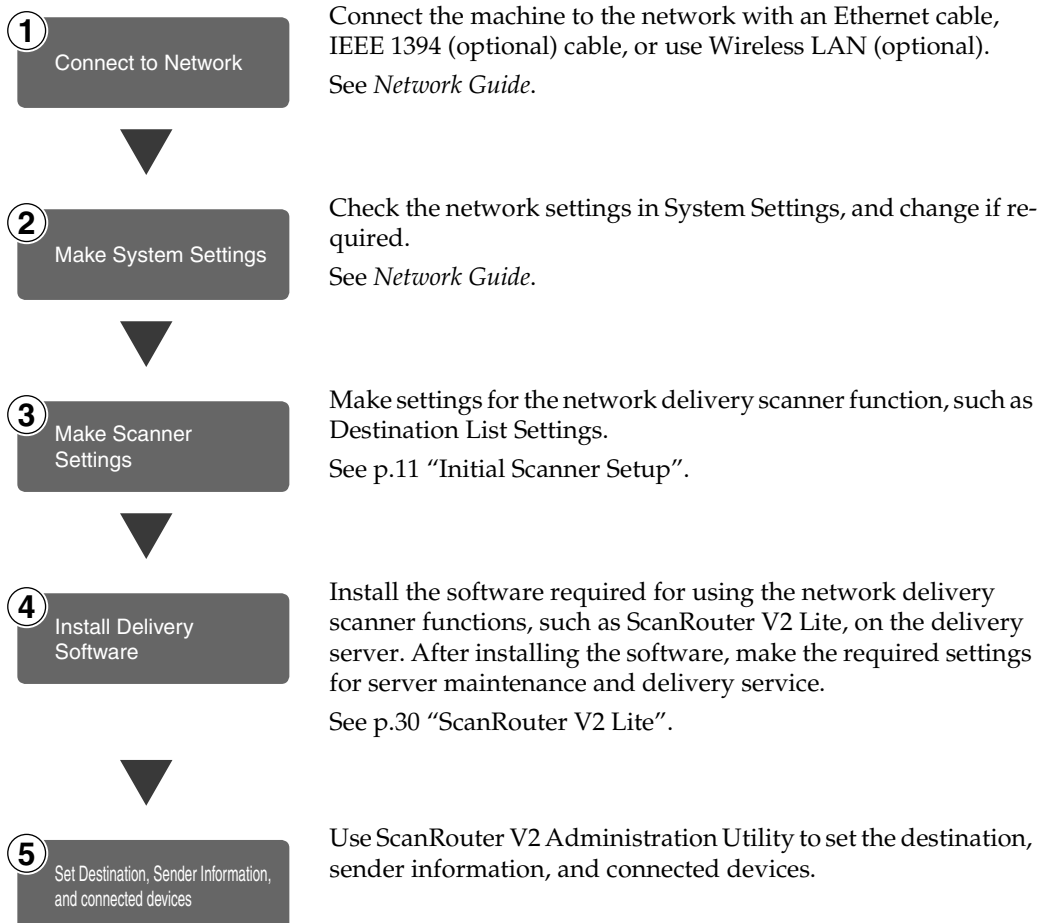 1
Connect to Network
Connect the machine to the network with an Ethernet cable,
IEEE 1394 (optional) cable, or use Wireless LAN (optional).
See Network Guide.
2
Make System Settings
Check the network settings in System Settings, and change if re-
quired.
See Network Guide.
3
Make Scanner
Settings
Make settings for the network delivery scanner function, such as
Destination List Settings.
See p.11 “Initial Scanner Setup”.
4
Install Delivery
Software
Install the software required for using the network delivery
scanner functions, such as ScanRouter V2 Lite, on the delivery
server. After installing the software, make the required settings
for server maintenance and delivery service.
See p.30 “ScanRouter V2 Lite”.
5
Set Destination, Sender Information,
and connected devices
Use ScanRouter V2 Administration Utility to set the destination,
sender information, and connected devices.